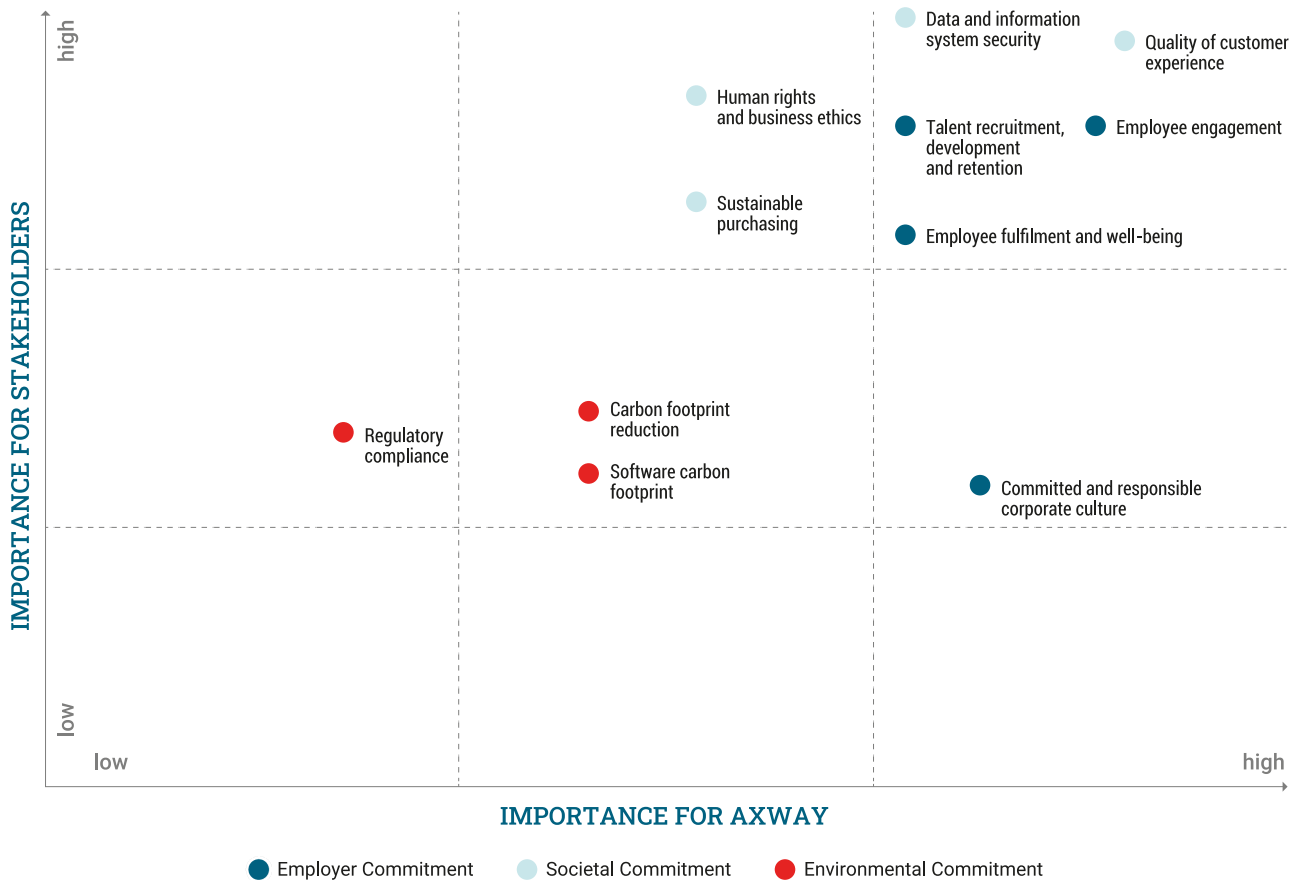 high
Data and information
system security
Quality of customer
experience
Human rights
and business ethics
Talent recruitment,
development
and retention
Employee engagement
Sustainable
purchasing
Employee fulfilment and well-being
IMPORTANCE FOR STAKEHOLDERS
Carbon footprint
reduction
Regulatory
compliance
Software carbon
footprint
Committed and responsible
corporate culture
low
low
high
IMPORTANCE FOR AXWAY
Employer Commitment
Societal Commitment
Environmental Commitment